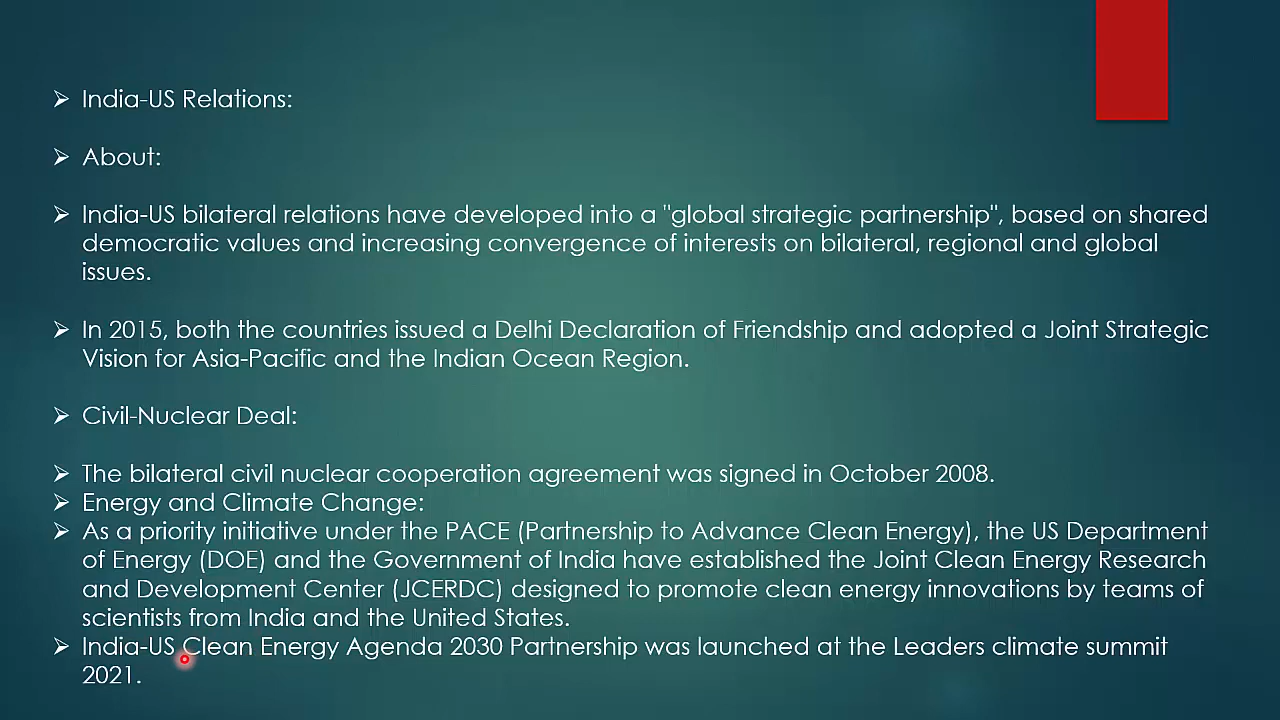 ➢ India-US Relations:
➢ About:
➢ India-US bilateral relations have developed into a "global strategic partnership", based on shared
democratic values and increasing convergence of interests on bilateral, regional and global
issues.
➢ In 2015, both the countries issued a Delhi Declaration of Friendship and adopted a Joint Strategic
Vision for Asia-Pacific and the Indian Ocean Region.
➢ Civil-Nuclear Deal:
➢ The bilateral civil nuclear cooperation agreement was signed in October 2008.
➢ Energy and Climate Change:
➢ As a priority initiative under the PACE (Partnership to Advance Clean Energy), the US Department
of Energy (DOE) and the Government of India have established the Joint Clean Energy Research
and Development Center (JCERDC) designed to promote clean energy innovations by teams of
scientists from India and the United States.
➢ India-US Clean Energy Agenda 2030 Partnership was launched at the Leaders climate summit
2021.